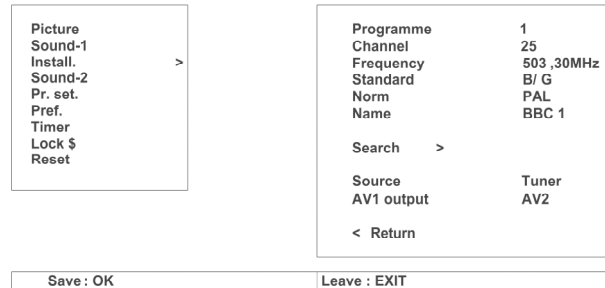 Picture
Sound-1
Install. >
Sound-2
Pr. set.
Pref.
Timer
Lock $
Reset
Programme 1
Channel 25
Frequency 503 ,30MHz
Standard B/ G
Norm PAL
Name BBC 1
Search >
Source Tuner
AV1 output AV2
< Return
Save : OK Leave : EXIT